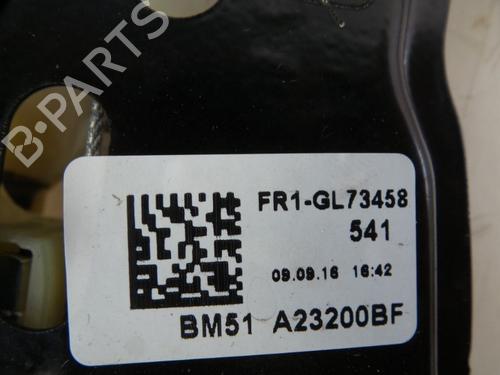 B-PARTS
FR1-GL73458
541
09.09.16 16:42
BM51 A23200BF